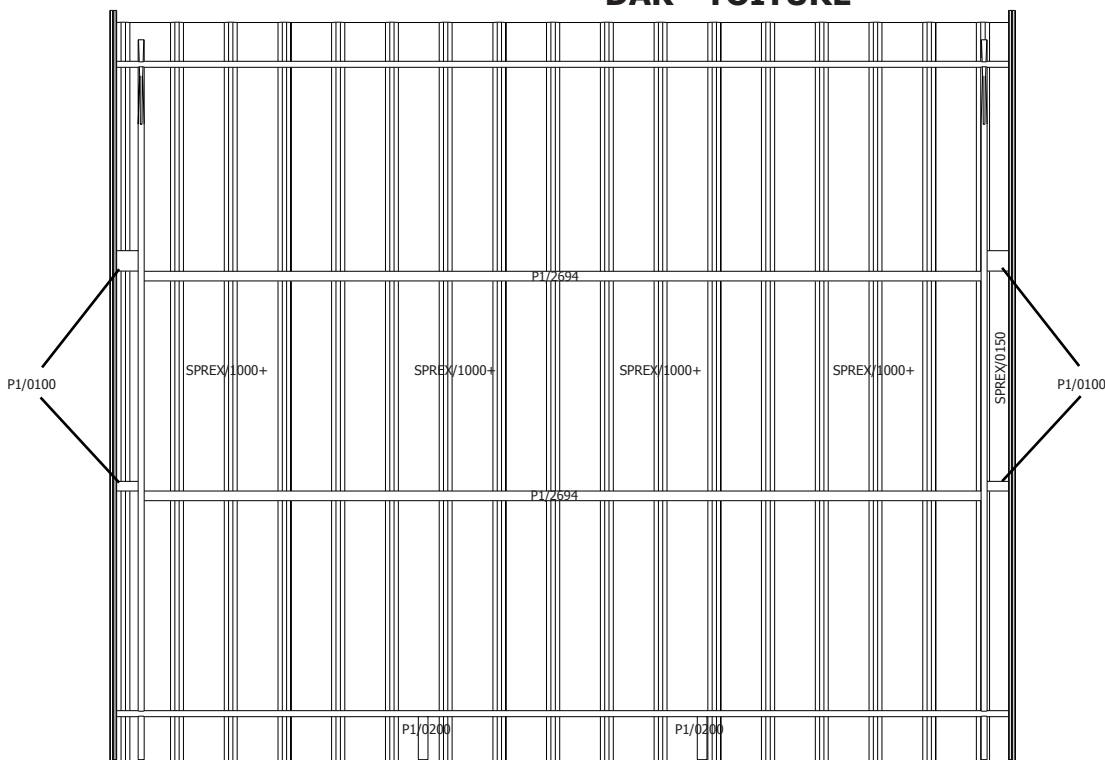 DAK - TOITURE
P1/2694
SPREX/1000+ SPREX/1000+ SPREX/1000+ SPREX/1000+
SPREX/0150
P1/0100 P1/0100
P1/2694
P1/0200 P1/0200